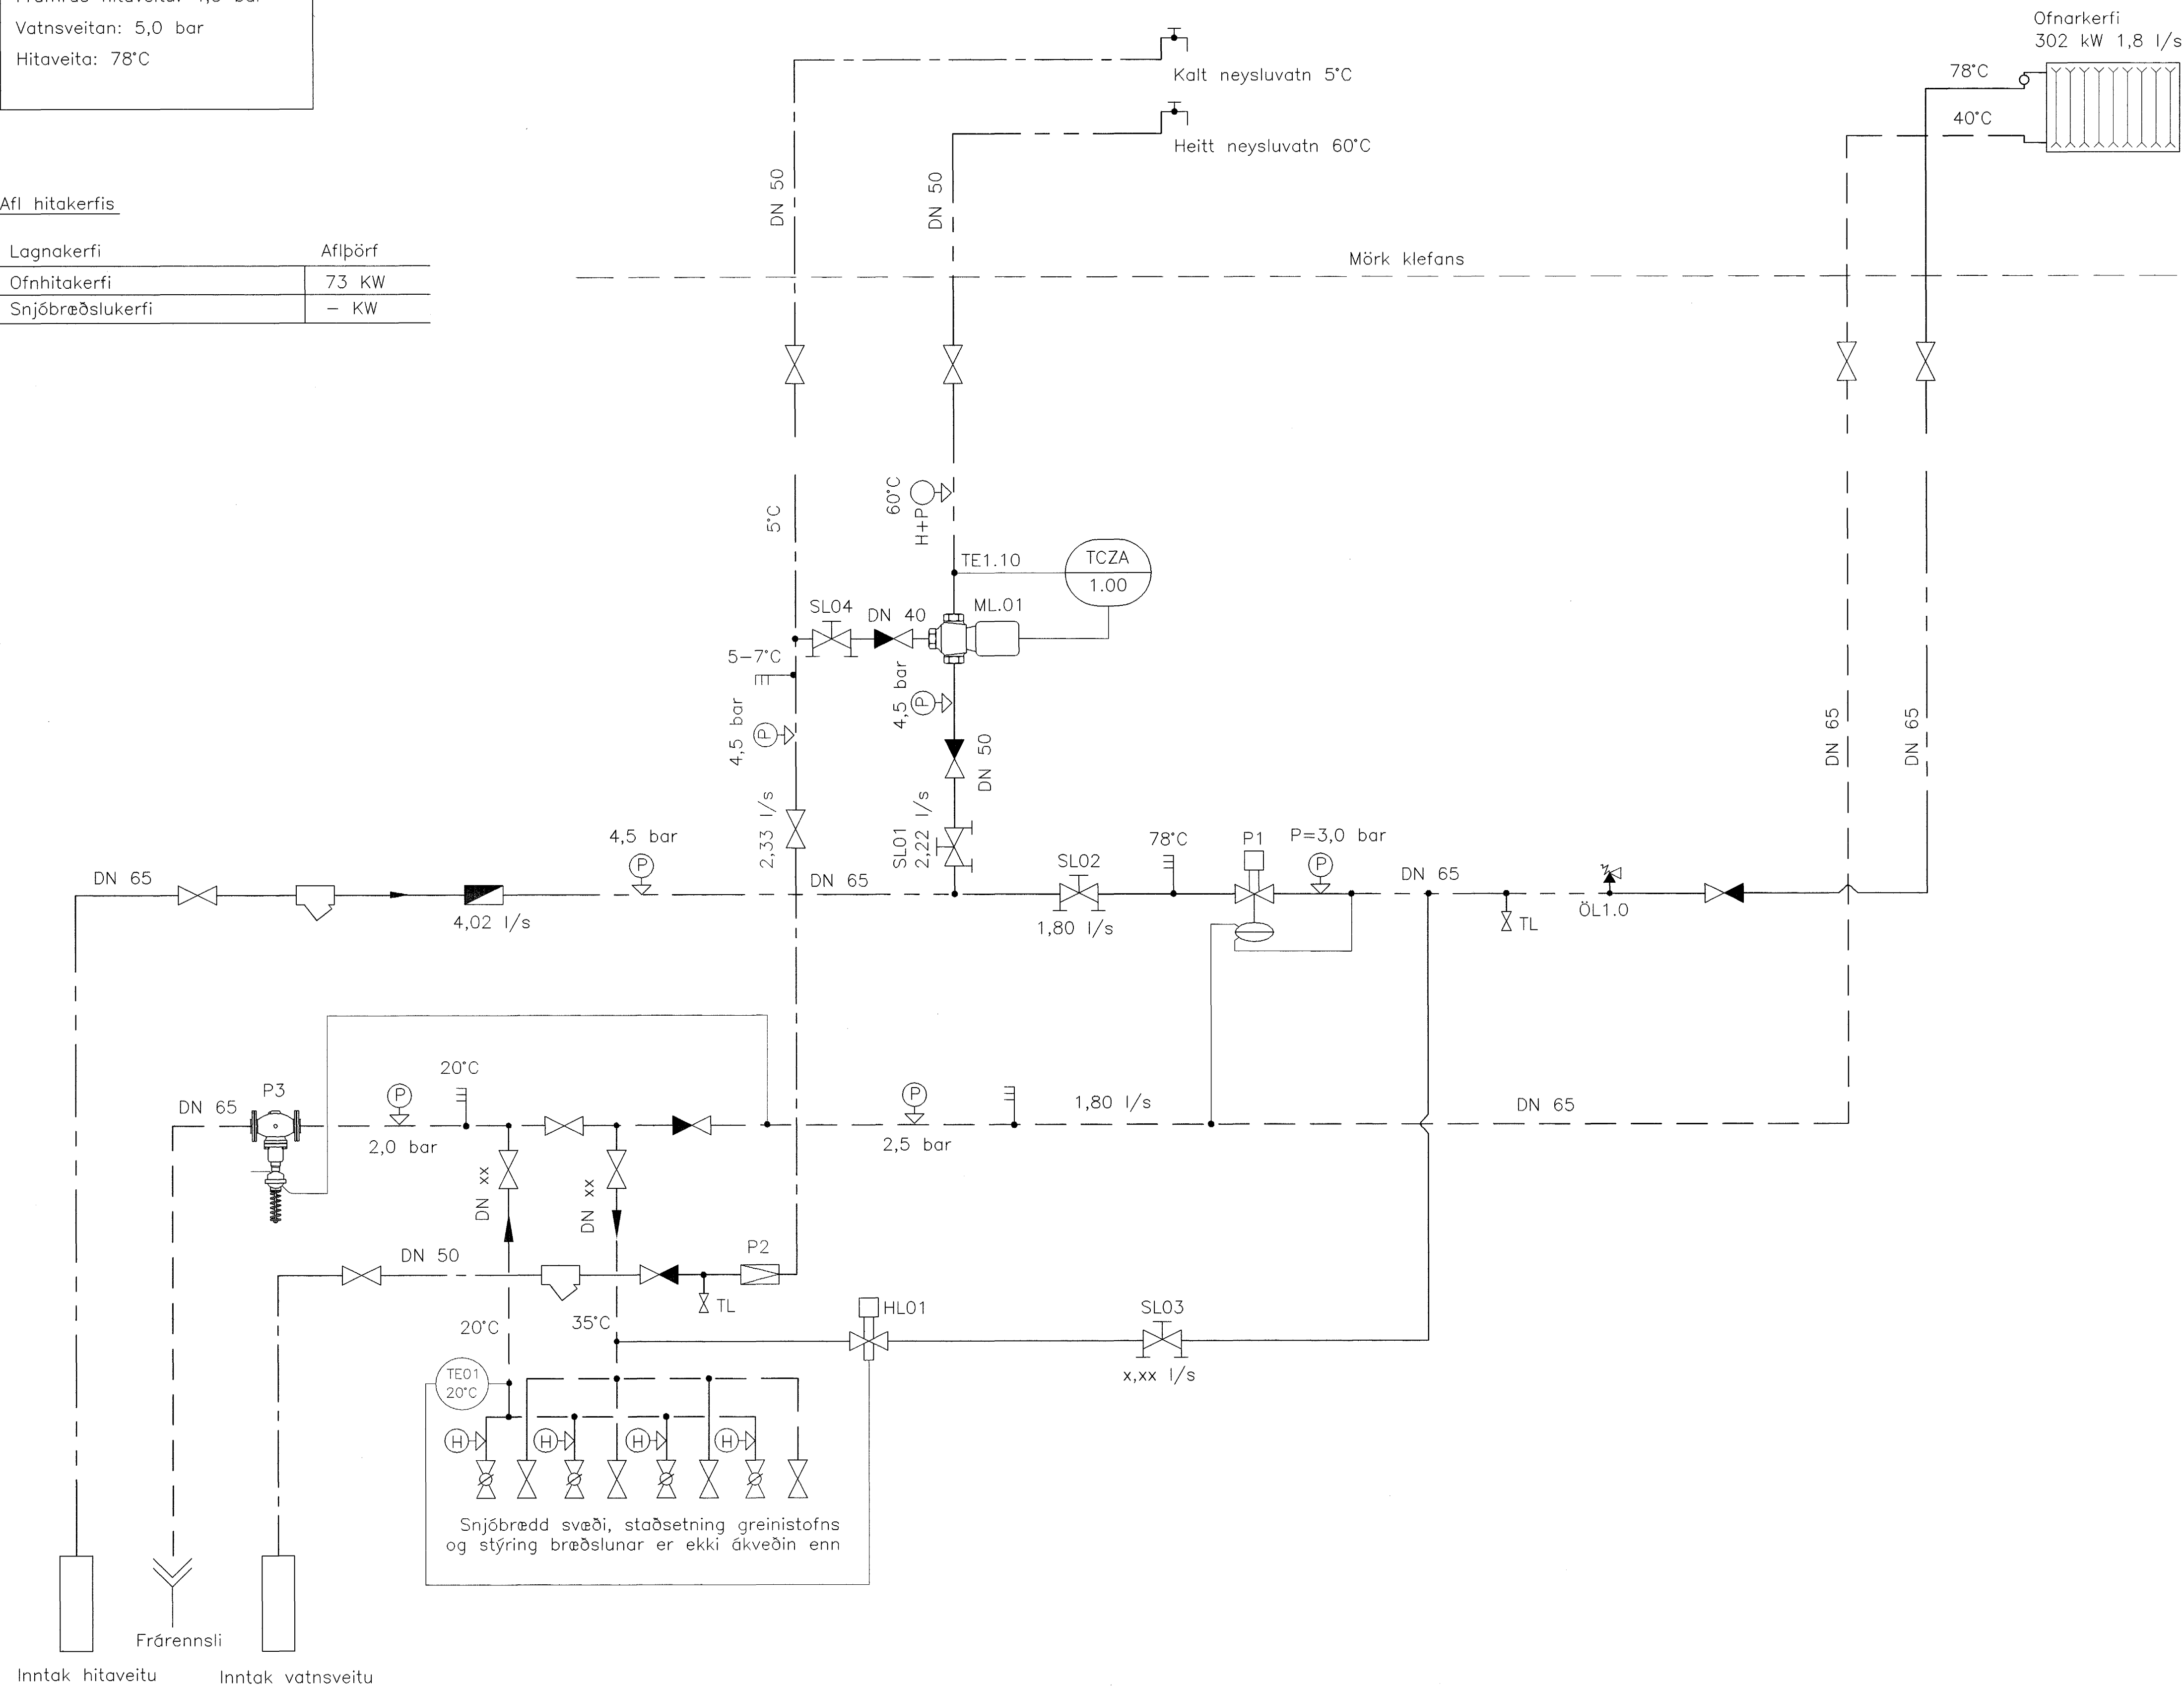 Vatnsveitan: 5,0 bar
Hitaveita: 78°C
Afl hitakerfis
Lagnakerfi Aflþörf
Ofnhitakerfi 73 KW
Snjóbræðslukerfi – KW
Kalt neysluvatn 5°C
Heitt neysluvatn 60°C
Ofnarkerfi
302 kW 1,8 l/s
78°C
40°C
DN 50
DN 50
Mörk klefans
5°C
60°C
H+P
TE1.10
TCZA
1.00
SL04
DN 40
ML.01
5–7°C
4,5 bar
P
4,5 bar
P
DN 50
DN 65
DN 65
2,33 l/s
SL01
2,22 l/s
4,5 bar
P
DN 65
4,02 l/s
DN 65
SL02
1,80 l/s
78°C
P1
P=3,0 bar
P
DN 65
TL
ÖL1.0
P3
DN 65
P
2,0 bar
20°C
P
2,5 bar
1,80 l/s
DN 65
DN xx
DN xx
DN 50
P2
TL
20°C
35°C
HL01
SL03
x,xx l/s
TE01
20°C
H
H
H
H
Snjóbrædd svæði, staðsetning greinistofns
og stýring bræðslunar er ekki ákveðin enn
Frárennsli
Inntak hitaveitu
Inntak vatnsveitu